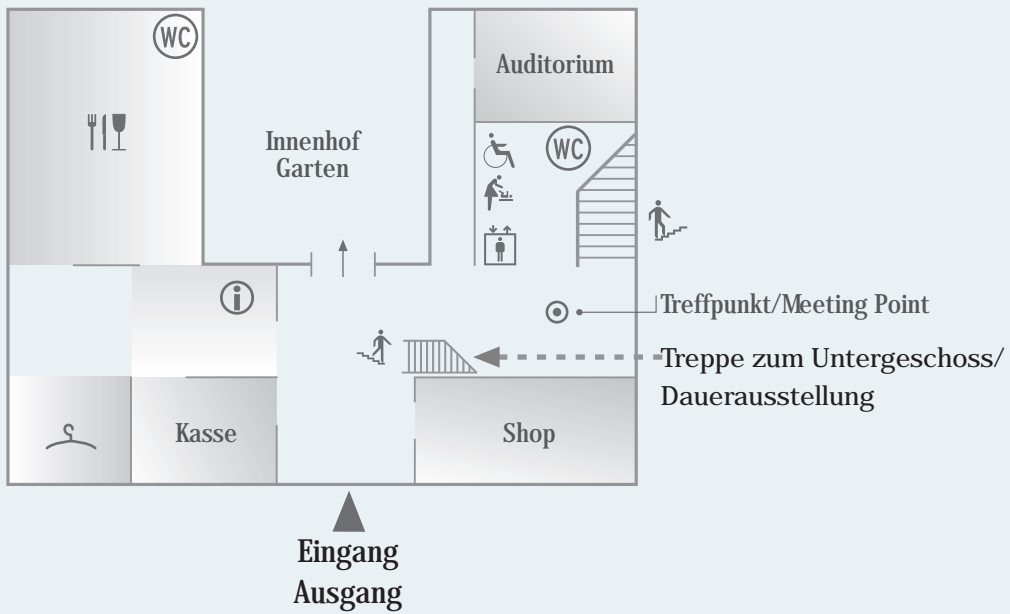 WC
Auditorium
Innenhof
Garten
WC
i
Treffpunkt/Meeting Point
Treppe zum Untergeschoss/
Dauerausstellung
Kasse
Shop
Eingang
Ausgang